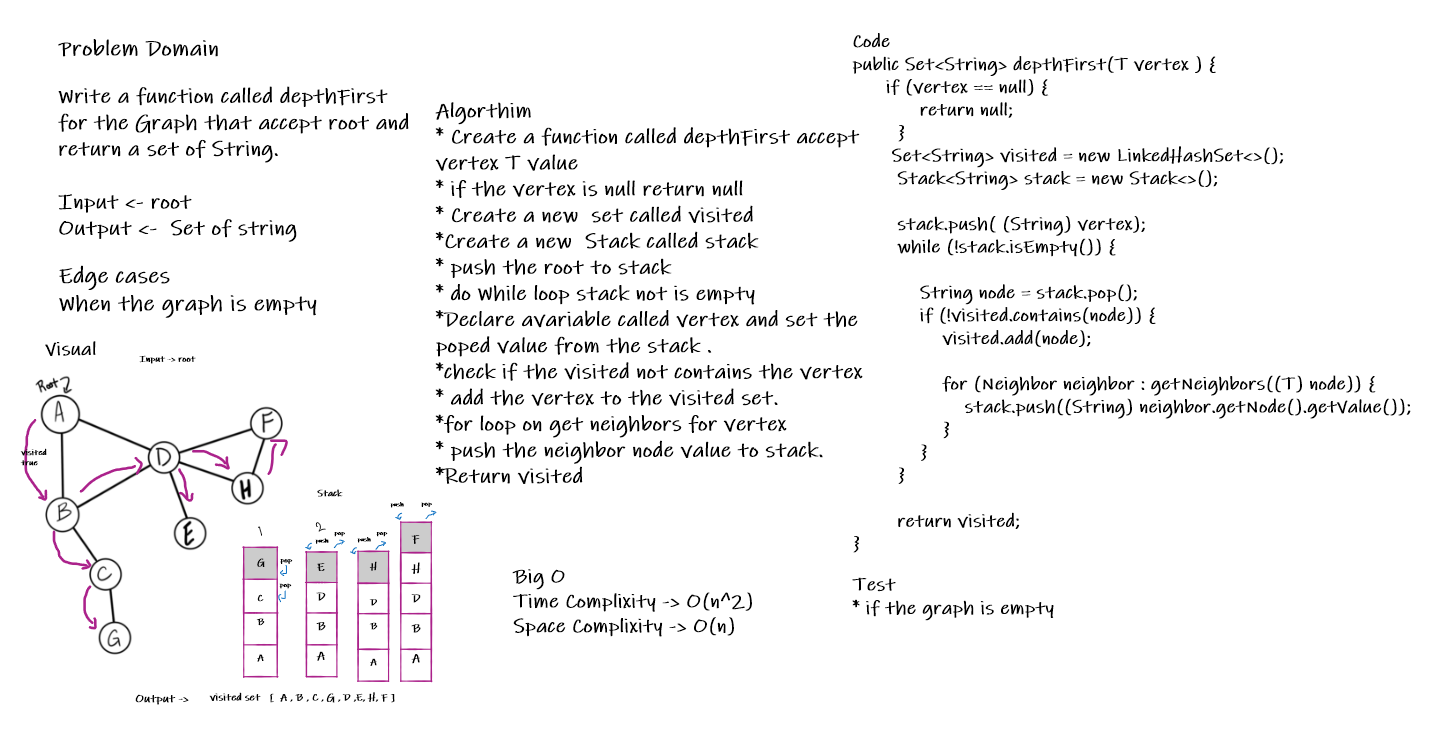 Problem Domain
Write a function called depthFirst
for the Graph that accept root and
return a set of String.
Input <- root
Output <- Set of string
Edge cases
When the graph is empty
Visual
Input -> root
Root
A
visited
true
B
C
G
D
E
H
F
Stack
1
G
C
B
A
pop
pop
2
push
pop
E
D
B
A
push
pop
H
D
B
A
push
pop
F
H
D
B
A
Output -> visited set [ A, B, C, G, D, E, H, F ]
Algorthim
* Create a function called depthFirst accept
vertex T value
* if the vertex is null return null
* Create a new set called visited
*Create a new Stack called stack
* push the root to stack
* do While loop stack not is empty
*Declare avariable called vertex and set the
poped value from the stack .
*check if the visited not contains the vertex
* add the vertex to the visited set.
*for loop on get neighbors for vertex
* push the neighbor node value to stack.
*Return visited
Big O
Time Complixity -> O(n^2)
Space Complixity -> O(n)
Code
public Set<String> depthFirst(T vertex ) {
if (vertex == null) {
return null;
}
Set<String> visited = new LinkedHashSet<>();
Stack<String> stack = new Stack<>();
stack.push( (String) vertex);
while (!stack.isEmpty()) {
String node = stack.pop();
if (!visited.contains(node)) {
visited.add(node);
for (Neighbor neighbor : getNeighbors((T) node)) {
stack.push((String) neighbor.getNode().getValue());
}
}
}
return visited;
}
Test
* if the graph is empty